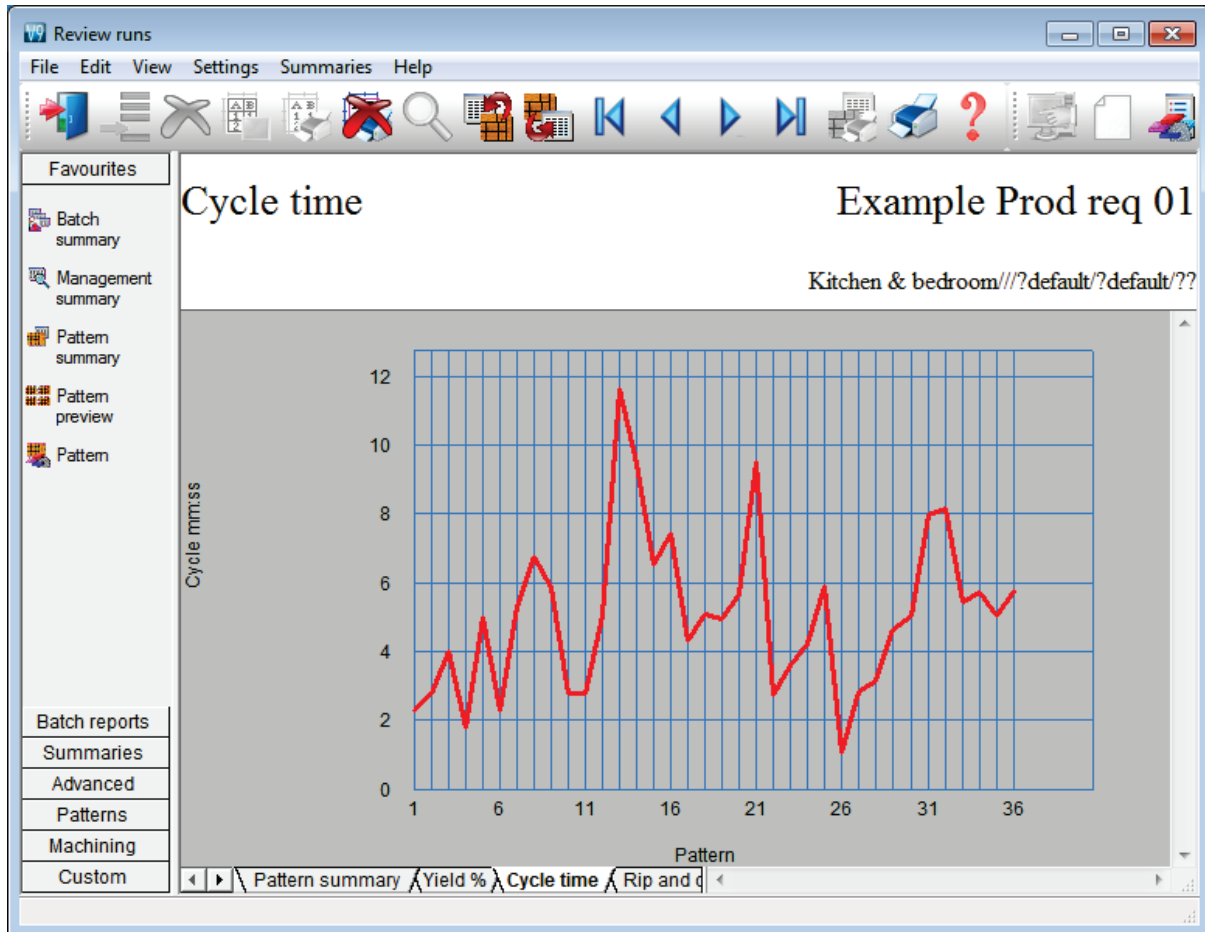 V9 Review runs
File Edit View Settings Summaries Help
Favourites
Batch
summary
Management
summary
Pattern
summary
Pattern
preview
Pattern
Batch reports
Summaries
Advanced
Patterns
Machining
Custom
Cycle time
Example Prod req 01
Kitchen & bedroom///?default/?default/??
Cycle mm:ss
12
10
8
6
4
2
0
1 6 11 16 21 26 31 36
Pattern
Pattern summary Yield % Cycle time Rip and